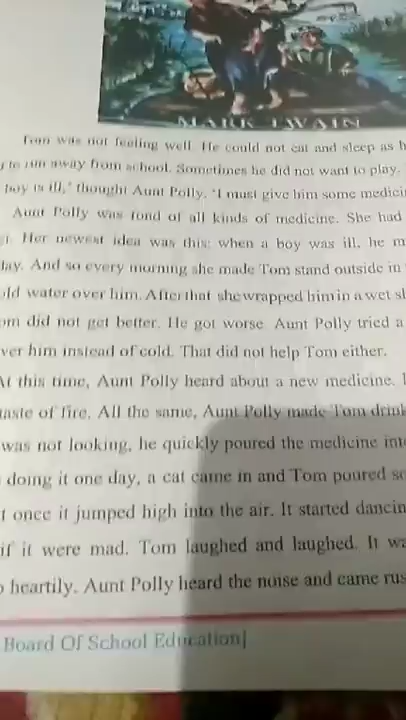 MARK TWAIN
Tom was not feeling well. He could not eat and sleep as h
to run away from school. Sometimes he did not want to play.
boy is ill,' thought Aunt Polly. 'I must give him some medici
Aunt Polly was fond of all kinds of medicine. She had
Her newest idea was this: when a boy was ill, he m
day. And so every morning she made Tom stand outside in
old water over him. After that she wrapped him in a wet sh
om did not get better. He got worse. Aunt Polly tried a
ver him instead of cold. That did not help Tom either.
At this time, Aunt Polly heard about a new medicine. I
taste of fire. All the same, Aunt Polly made Tom drink
was not looking, he quickly poured the medicine into
doing it one day, a cat came in and Tom poured so
t once it jumped high into the air. It started dancin
if it were mad. Tom laughed and laughed. It wa
o heartily. Aunt Polly heard the noise and came rus
Board Of School Education]